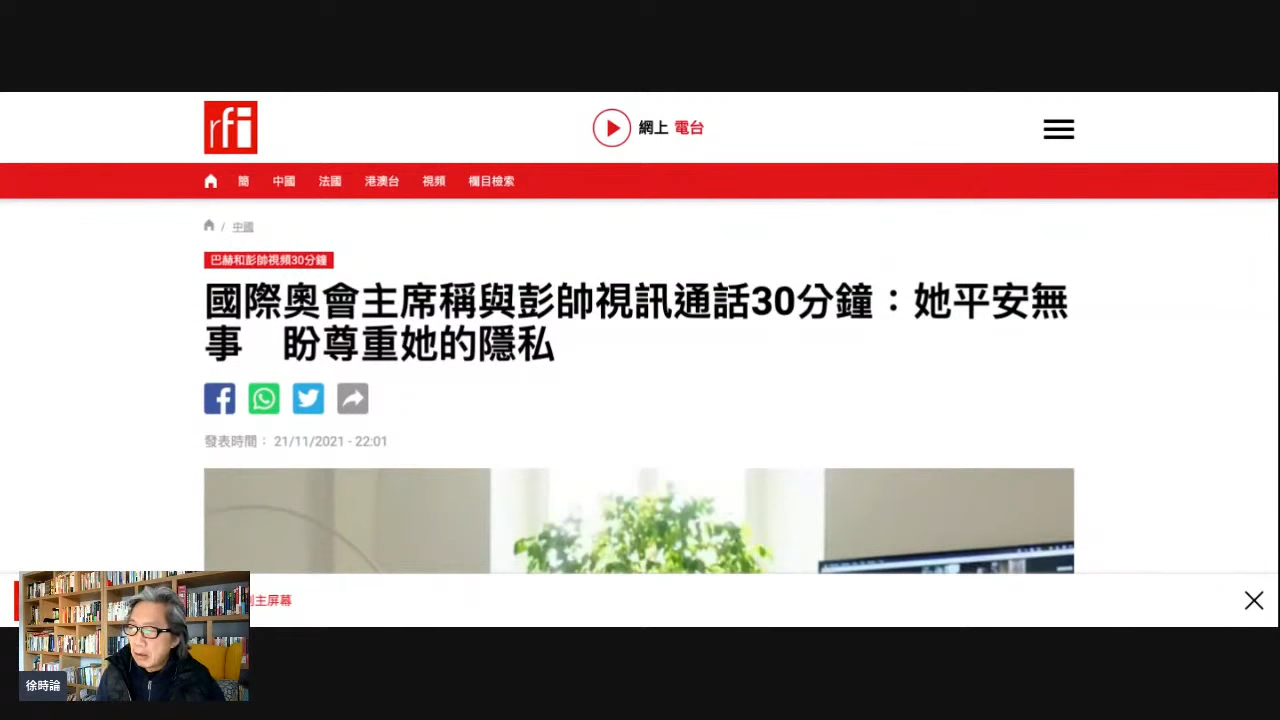 rfi
網上 電台
簡 中國 法國 港澳台 視頻 欄目檢索
/ 中國
巴赫和彭帥視頻30分鐘
國際奧會主席稱與彭帥視訊通話30分鐘：她平安無
事 盼尊重她的隱私
發表時間： 21/11/2021 - 22:01
主屏幕
徐時論